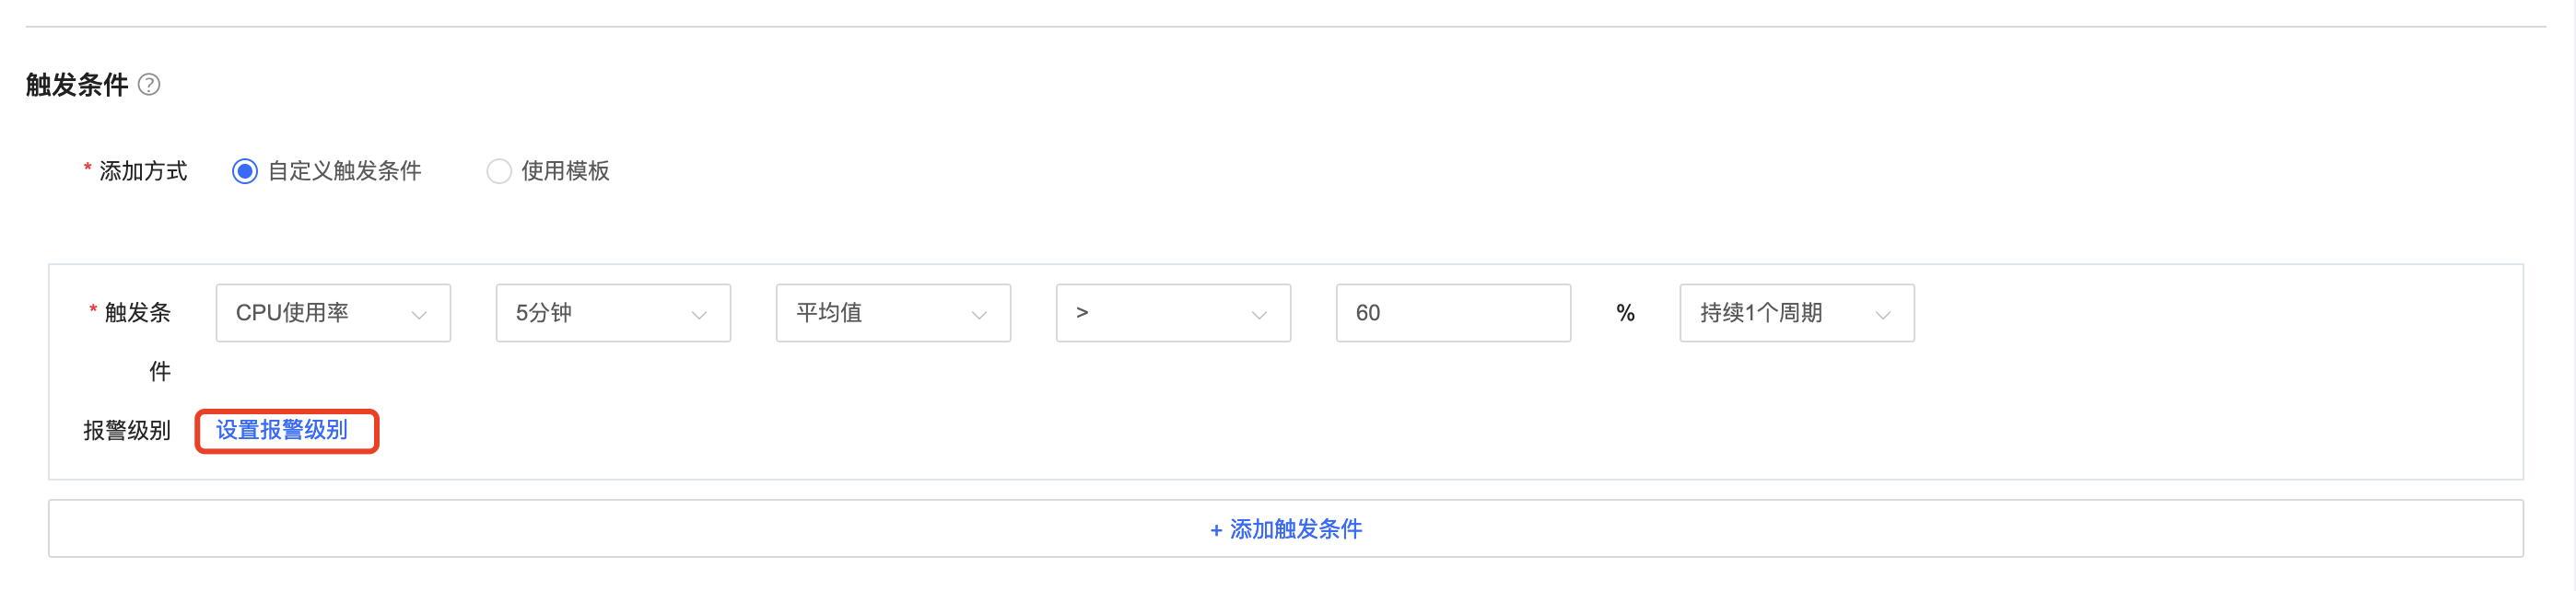 触发条件 ?
* 添加方式 自定义触发条件 使用模板
* 触发条件 CPU使用率 5分钟 平均值 > 60 % 持续1个周期
报警级别 设置报警级别
+ 添加触发条件